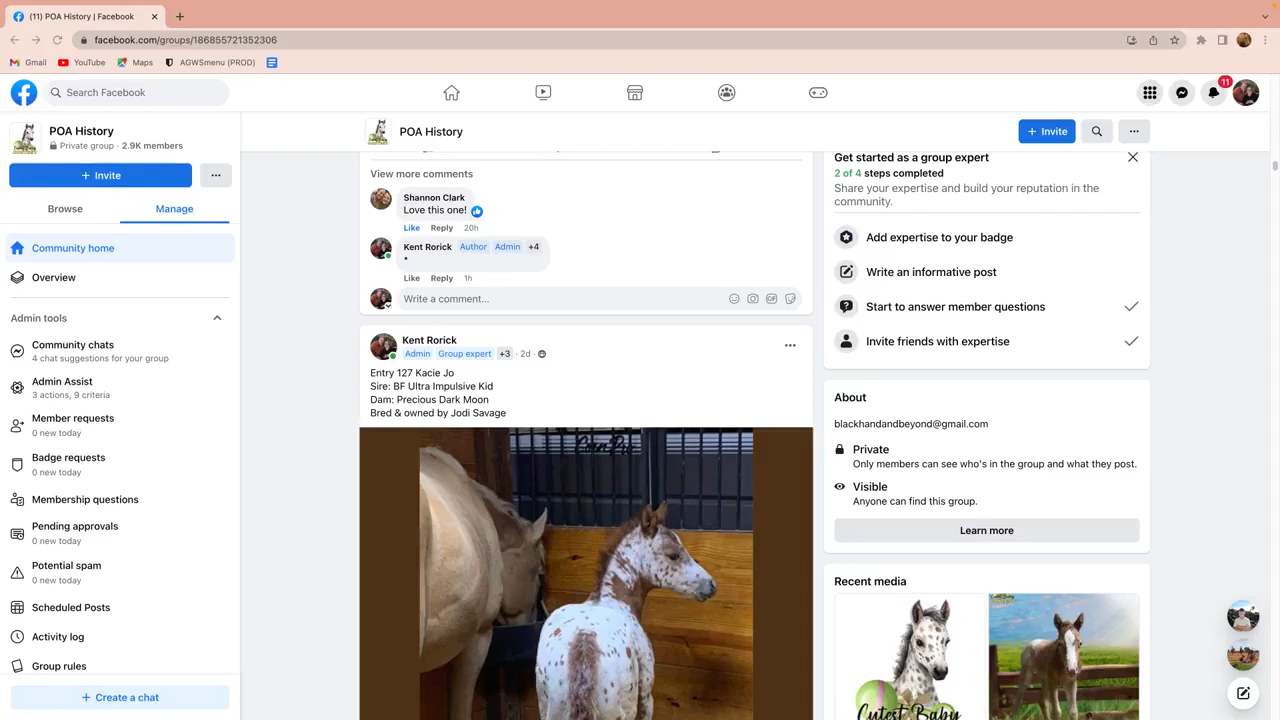 (11) POA History | Facebook
facebook.com/groups/186855721352306
Gmail
YouTube
Maps
AGWSmenu (PROD)
Search Facebook
11
POA History
Private group · 2.9K members
+ Invite
Browse
Manage
Community home
Overview
Admin tools
Community chats
4 chat suggestions for your group
Admin Assist
3 actions, 9 criteria
Member requests
0 new today
Badge requests
0 new today
Membership questions
Pending approvals
0 new today
Potential spam
0 new today
Scheduled Posts
Activity log
Group rules
+ Create a chat
POA History
+ Invite
View more comments
Shannon Clark
Love this one!
Like Reply 20h
Kent Rorick Author Admin +4
*
Like Reply 1h
Write a comment...
Kent Rorick
Admin Group expert +3 · 2d ·
Entry 127 Kacie Jo
Sire: BF Ultra Impulsive Kid
Dam: Precious Dark Moon
Bred & owned by Jodi Savage
Get started as a group expert
2 of 4 steps completed
Share your expertise and build your reputation in the
community.
Add expertise to your badge
Write an informative post
Start to answer member questions
Invite friends with expertise
About
blackhandandbeyond@gmail.com
Private
Only members can see who's in the group and what they post.
Visible
Anyone can find this group.
Learn more
Recent media
Cutest Baby